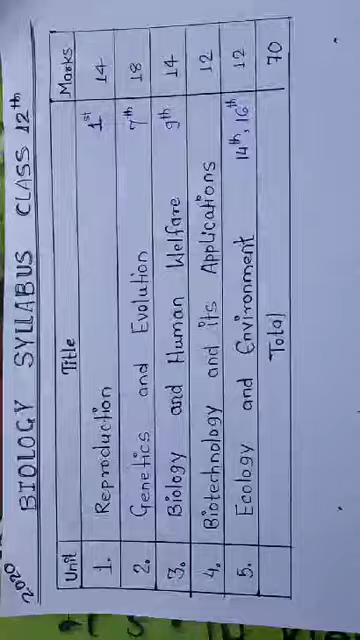 2020
BIOLOGY SYLLABUS CLASS 12th
Unit Title Marks
1. Reproduction 1st 14
2. Genetics and Evolution 7th 18
3. Biology and Human Welfare 9th 14
4. Biotechnology and its Applications 12
5. Ecology and Environment 14th, 16th 12
Total 70